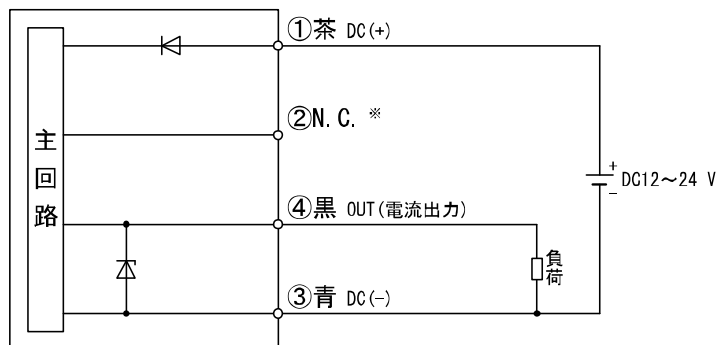 ①茶 DC(+)
②N.C. ※
主回路
④黒 OUT(電流出力)
③青 DC(−)
負荷
+
DC12～24 V
−